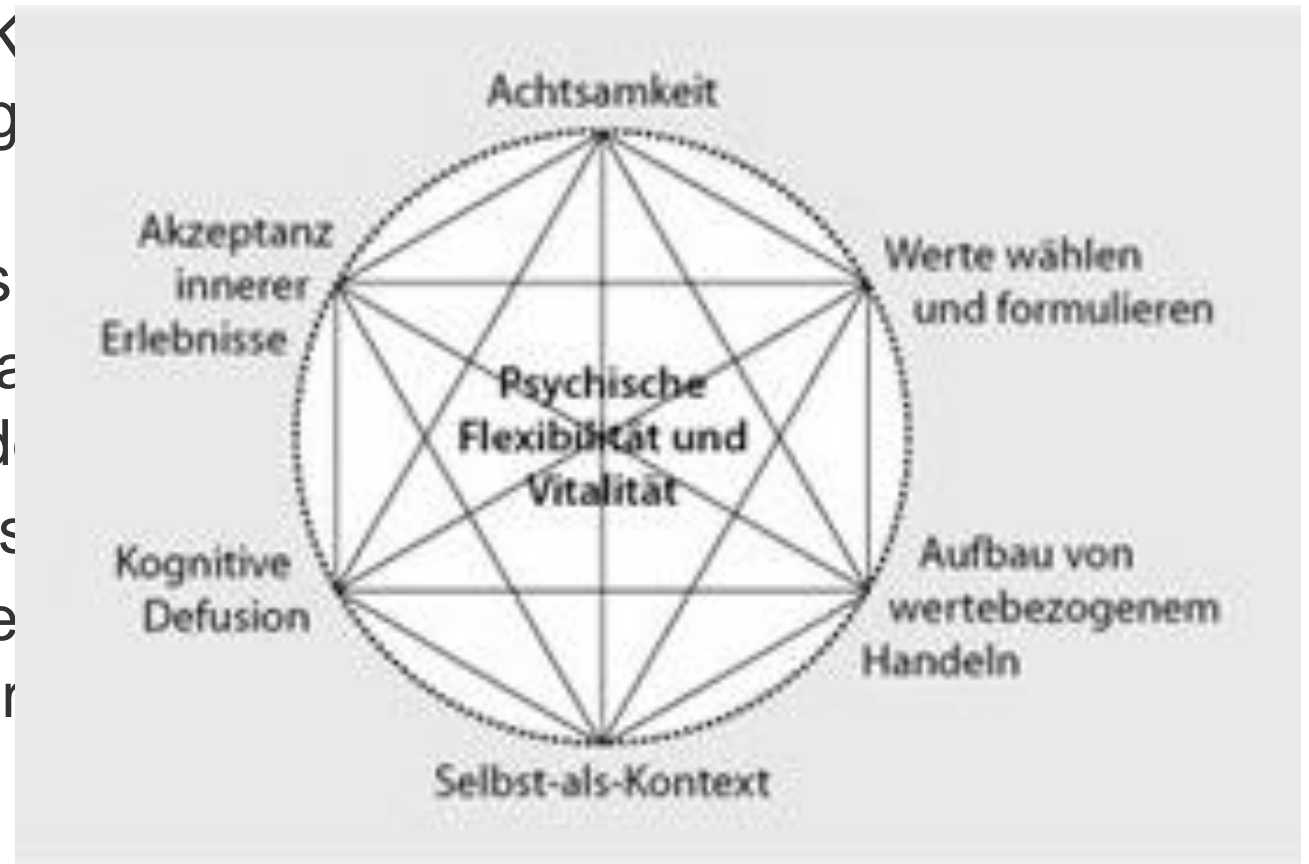 Achtsamkeit
Akzeptanz
innerer
Erlebnisse
Werte wählen
und formulieren
Psychische
Flexibilität und
Vitalität
Kognitive
Defusion
Aufbau von
wertebezogenem
Handeln
Selbst-als-Kontext